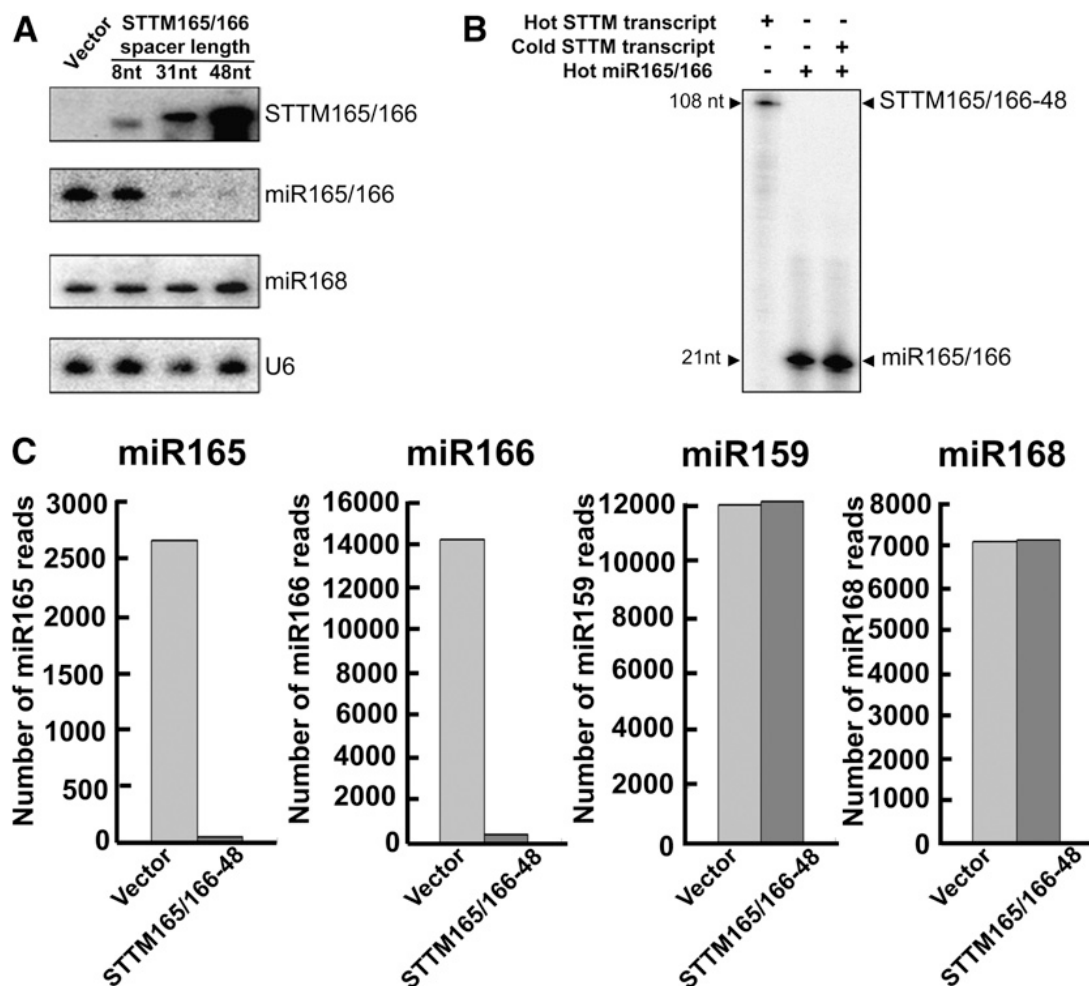 A
Vector
STTM165/166
spacer length
8nt 31nt 48nt
STTM165/166
miR165/166
miR168
U6
B
Hot STTM transcript + - -
Cold STTM transcript - - +
Hot miR165/166 - + +
108 nt
STTM165/166-48
21nt
miR165/166
C
miR165
Number of miR165 reads
3000
2500
2000
1500
1000
500
0
Vector
STTM165/166-48
miR166
Number of miR166 reads
16000
14000
12000
10000
8000
6000
4000
2000
0
Vector
STTM165/166-48
miR159
Number of miR159 reads
12000
10000
8000
6000
4000
2000
0
Vector
STTM165/166-48
miR168
Number of miR168 reads
8000
7000
6000
5000
4000
3000
2000
1000
0
Vector
STTM165/166-48